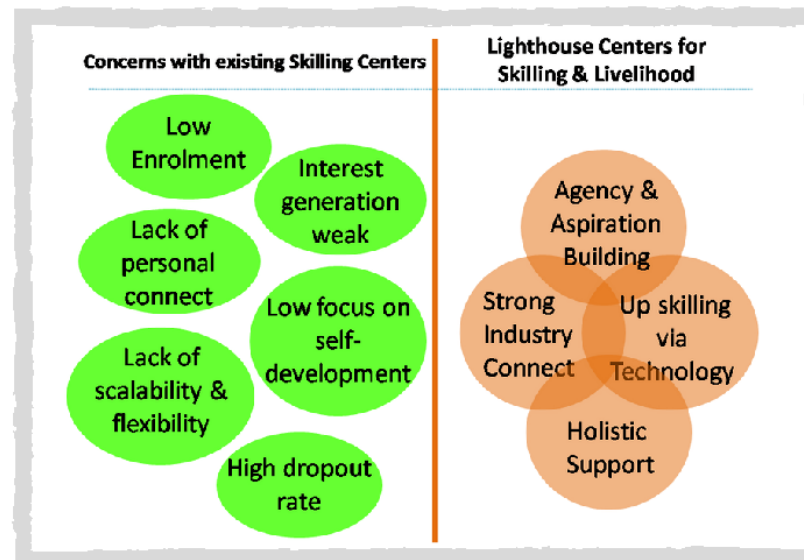 Concerns with existing Skilling Centers
Low
Enrolment
Interest
generation
weak
Lack of
personal
connect
Low focus on
self-
development
Lack of
scalability &
flexibility
High dropout
rate
Lighthouse Centers for
Skilling & Livelihood
Agency &
Aspiration
Building
Strong
Industry
Connect
Up skilling
via
Technology
Holistic
Support